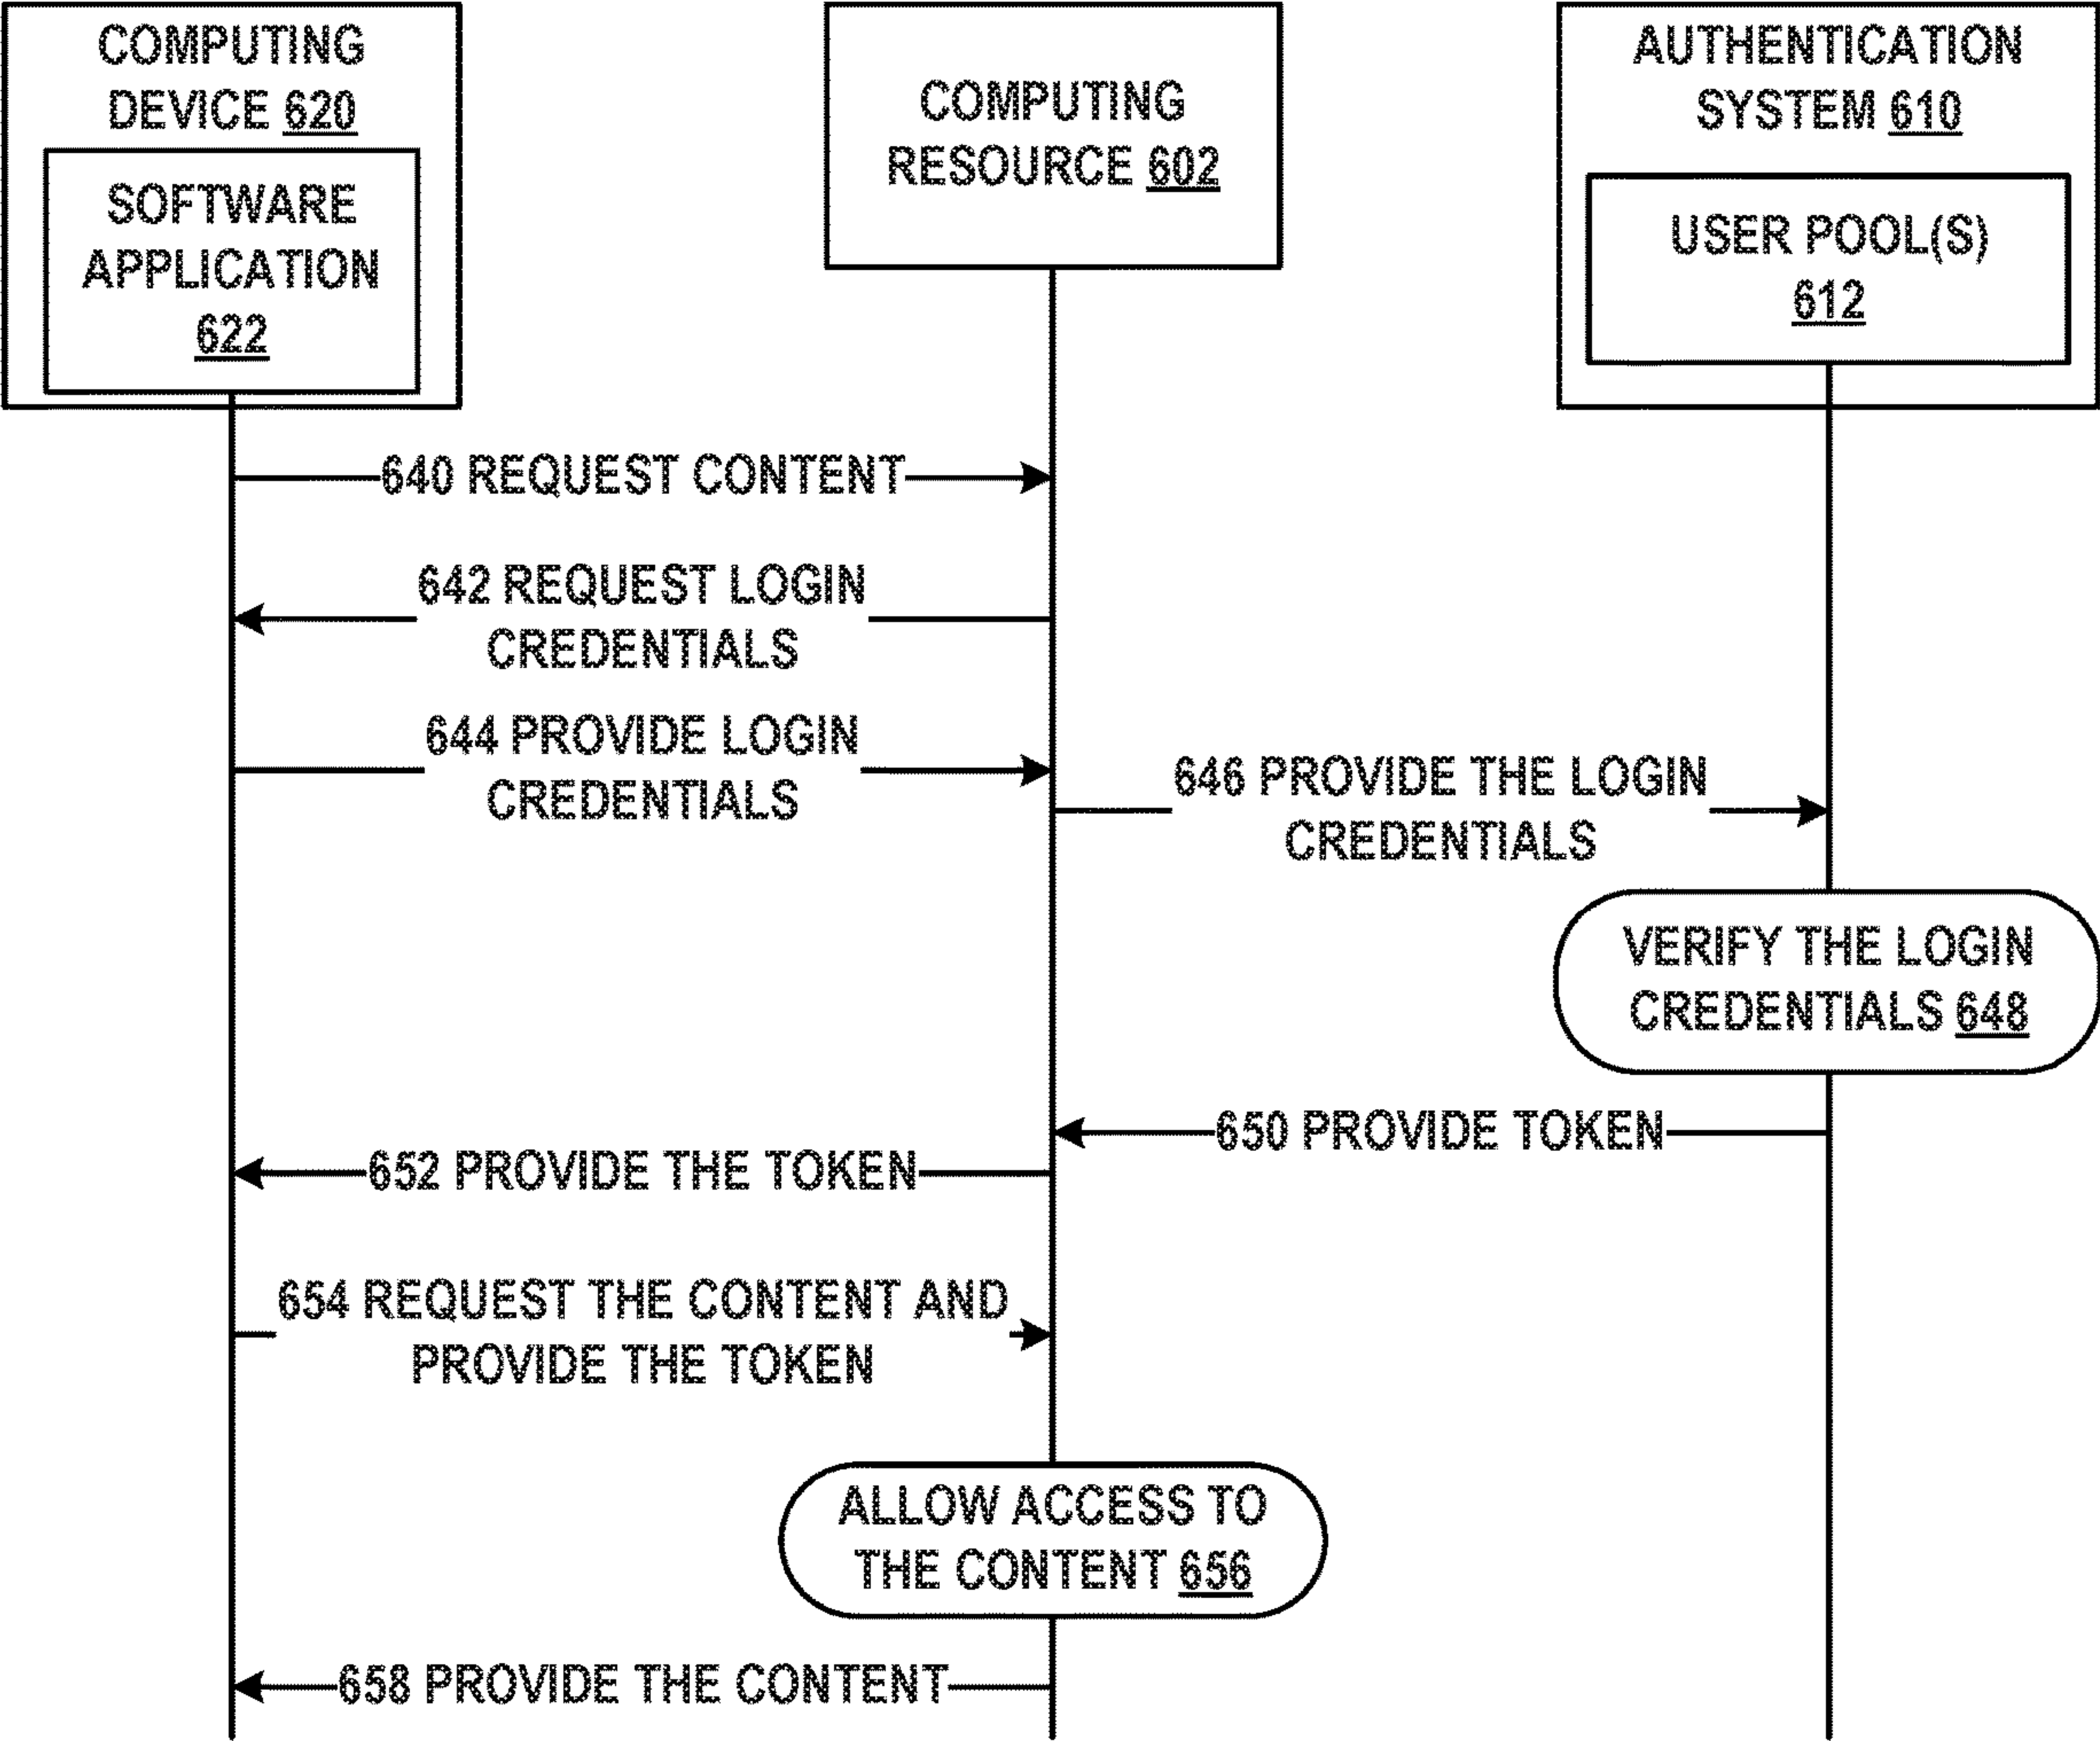 COMPUTING
DEVICE 620
SOFTWARE
APPLICATION
622
COMPUTING
RESOURCE 602
AUTHENTICATION
SYSTEM 610
USER POOL(S)
612
640 REQUEST CONTENT
642 REQUEST LOGIN
CREDENTIALS
644 PROVIDE LOGIN
CREDENTIALS
646 PROVIDE THE LOGIN
CREDENTIALS
VERIFY THE LOGIN
CREDENTIALS 648
650 PROVIDE TOKEN
652 PROVIDE THE TOKEN
654 REQUEST THE CONTENT AND
PROVIDE THE TOKEN
ALLOW ACCESS TO
THE CONTENT 656
658 PROVIDE THE CONTENT